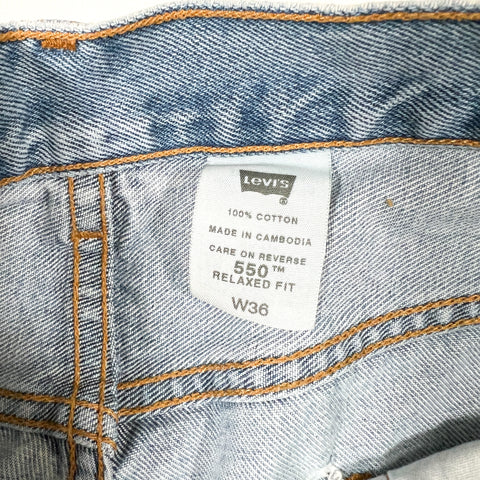 LEVI'S
®
100% COTTON
MADE IN CAMBODIA
CARE ON REVERSE
550™
RELAXED FIT
W36